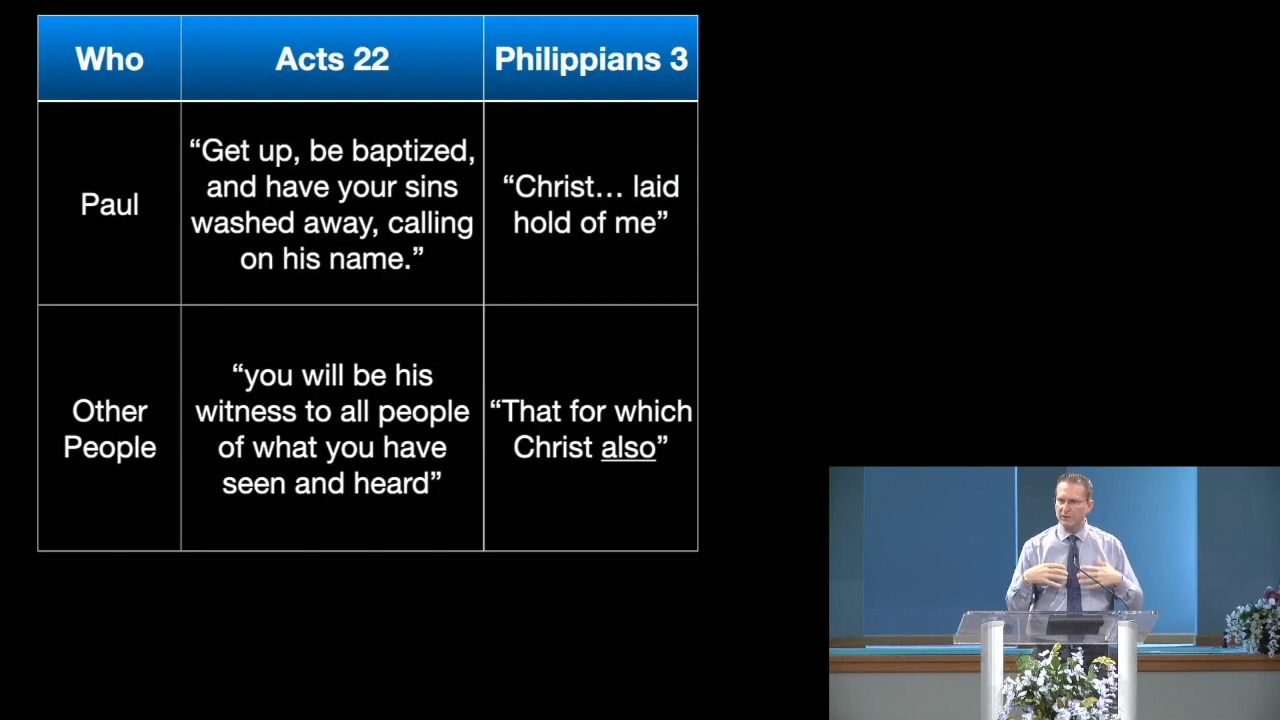 Who
Acts 22
Philippians 3
Paul
“Get up, be baptized,
and have your sins
washed away, calling
on his name.”
“Christ… laid
hold of me”
Other
People
“you will be his
witness to all people
of what you have
seen and heard”
“That for which
Christ also”